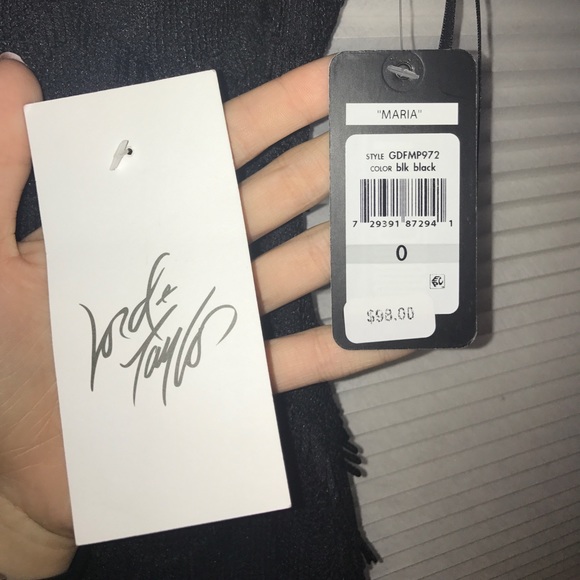 Lord &
Taylor
"MARIA"
STYLE GDFMP972
COLOR blk black
7 29391 87294 1
0
$98.00